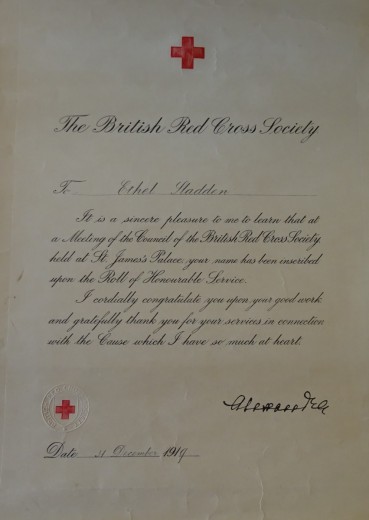 The British Red Cross Society
To Ethel Sladden
It is a sincere pleasure to me to learn that at
a Meeting of the Council of the British Red Cross Society,
held at St. James's Palace, your name has been inscribed
upon the Roll of Honourable Service.
I cordially congratulate you upon your good work
and gratefully thank you for your services in connection
with the Cause which I have so much at heart.
Alexandra
Date 31 December 1919